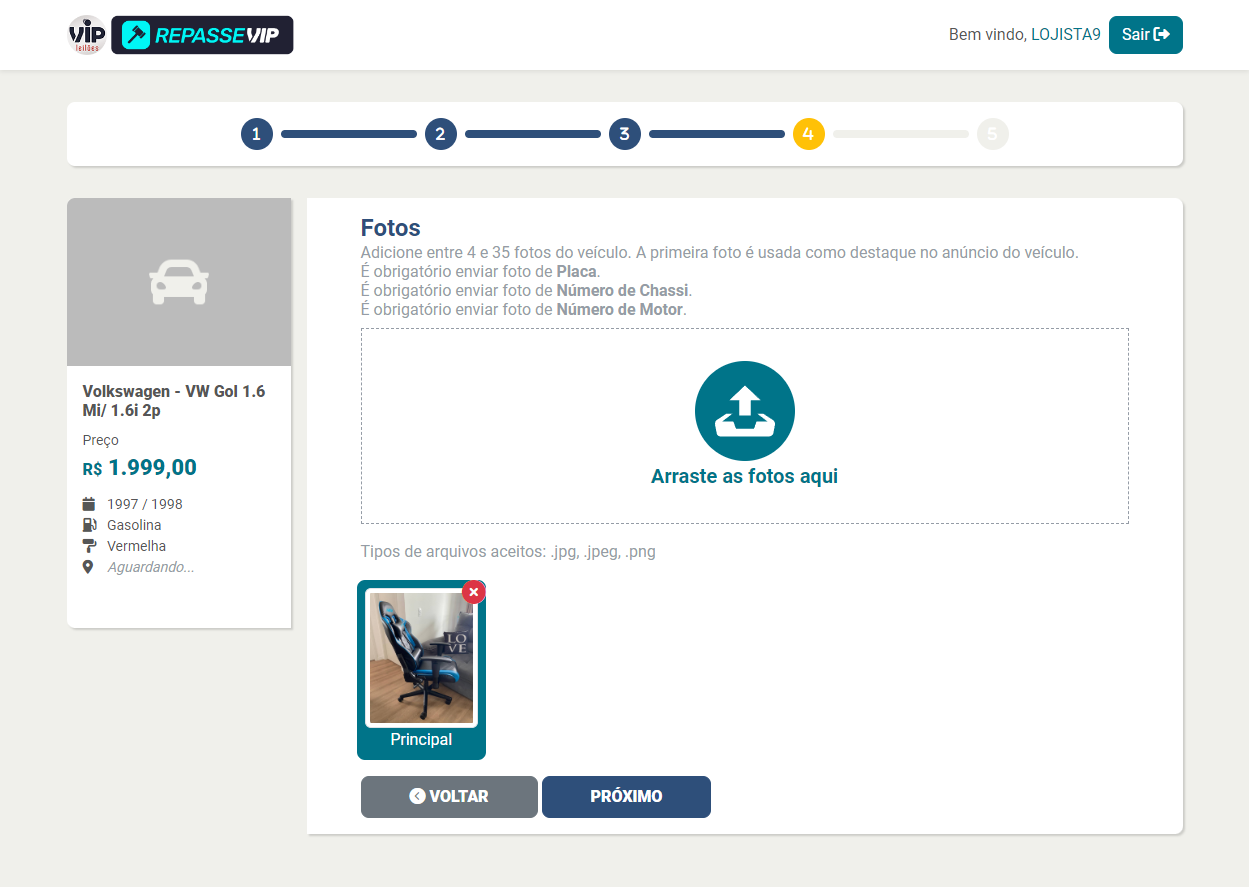 VIP
leilões
REPASSEVIP
Bem vindo, LOJISTA9
Sair
1
2
3
4
5
Volkswagen - VW Gol 1.6
Mi/ 1.6i 2p
Preço
R$ 1.999,00
1997 / 1998
Gasolina
Vermelha
Aguardando...
Fotos
Adicione entre 4 e 35 fotos do veículo. A primeira foto é usada como destaque no anúncio do veículo.
É obrigatório enviar foto de Placa.
É obrigatório enviar foto de Número de Chassi.
É obrigatório enviar foto de Número de Motor.
Arraste as fotos aqui
Tipos de arquivos aceitos: .jpg, .jpeg, .png
LO
VE
Principal
VOLTAR
PRÓXIMO